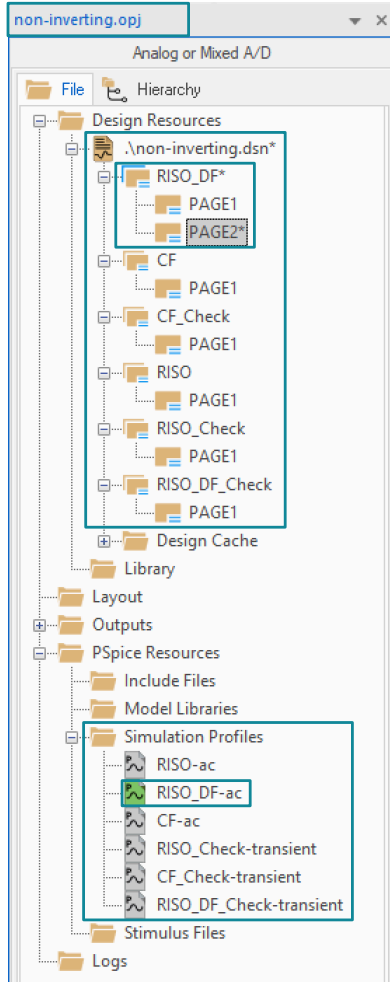 non-inverting.opj
Analog or Mixed A/D
File Hierarchy
Design Resources
.\non-inverting.dsn*
RISO_DF*
PAGE1
PAGE2*
CF
PAGE1
CF_Check
PAGE1
RISO
PAGE1
RISO_Check
PAGE1
RISO_DF_Check
PAGE1
Design Cache
Library
Layout
Outputs
PSpice Resources
Include Files
Model Libraries
Simulation Profiles
RISO-ac
RISO_DF-ac
CF-ac
RISO_Check-transient
CF_Check-transient
RISO_DF_Check-transient
Stimulus Files
Logs